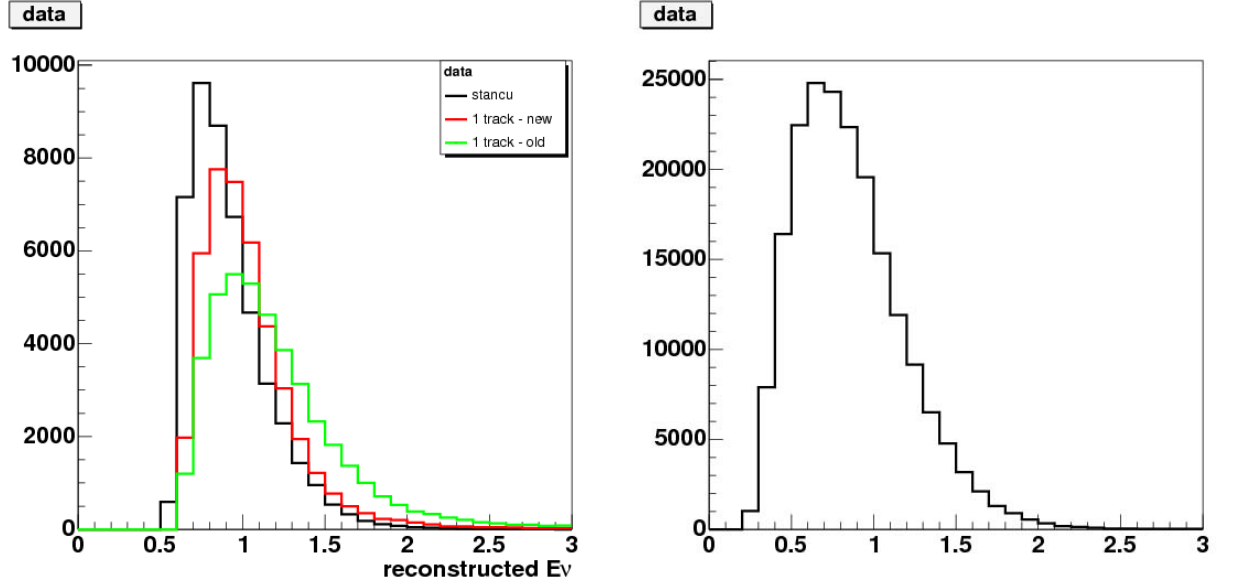 data
10000
8000
6000
4000
2000
0
data
stancu
1 track - new
1 track - old
0 0.5 1 1.5 2 2.5 3
reconstructed Eν
data
25000
20000
15000
10000
5000
0
0 0.5 1 1.5 2 2.5 3